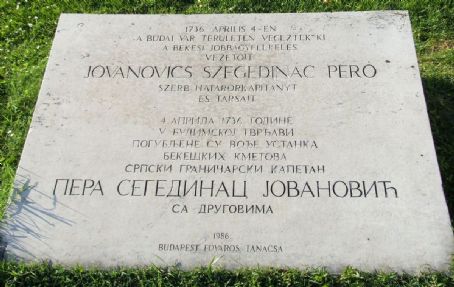 1736. ÁPRILIS 4-ÉN
A BUDAI VÁR TERÜLETÉN VÉGEZTÉK KI
A BÉKÉSI JOBBÁGYFELKELÉS
VEZETŐIT
JOVANOVICS SZEGEDINÁC PERÓ
SZERB HATÁRŐRKAPITÁNYT
ÉS TÁRSAIT
4. АПРИЛА 1736. ГОДИНЕ
У БУДИМСКОЈ ТВРЂАВИ
ПОГУБЉЕНЕ СУ ВОЂЕ УСТАНКА
БЕКЕШКИХ КМЕТОВА
СРПСКИ ГРАНИЧАРСКИ КАПЕТАН
ПЕРА СЕГЕДИНАЦ ЈОВАНОВИЋ
СА ДРУГОВИМА
1986.
BUDAPEST FŐVÁROS TANÁCSA